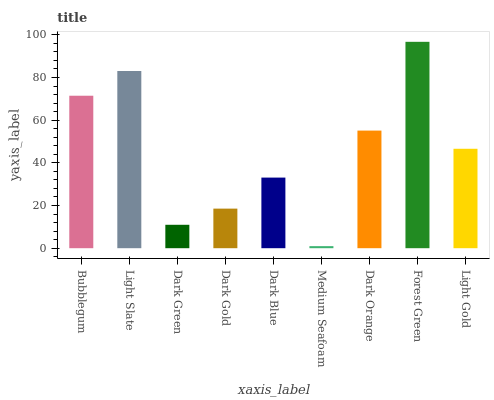 title
yaxis_label
100
80
60
40
20
0
Bubblegum
Light Slate
Dark Green
Dark Gold
Dark Blue
Medium Seafoam
Dark Orange
Forest Green
Light Gold
xaxis_label